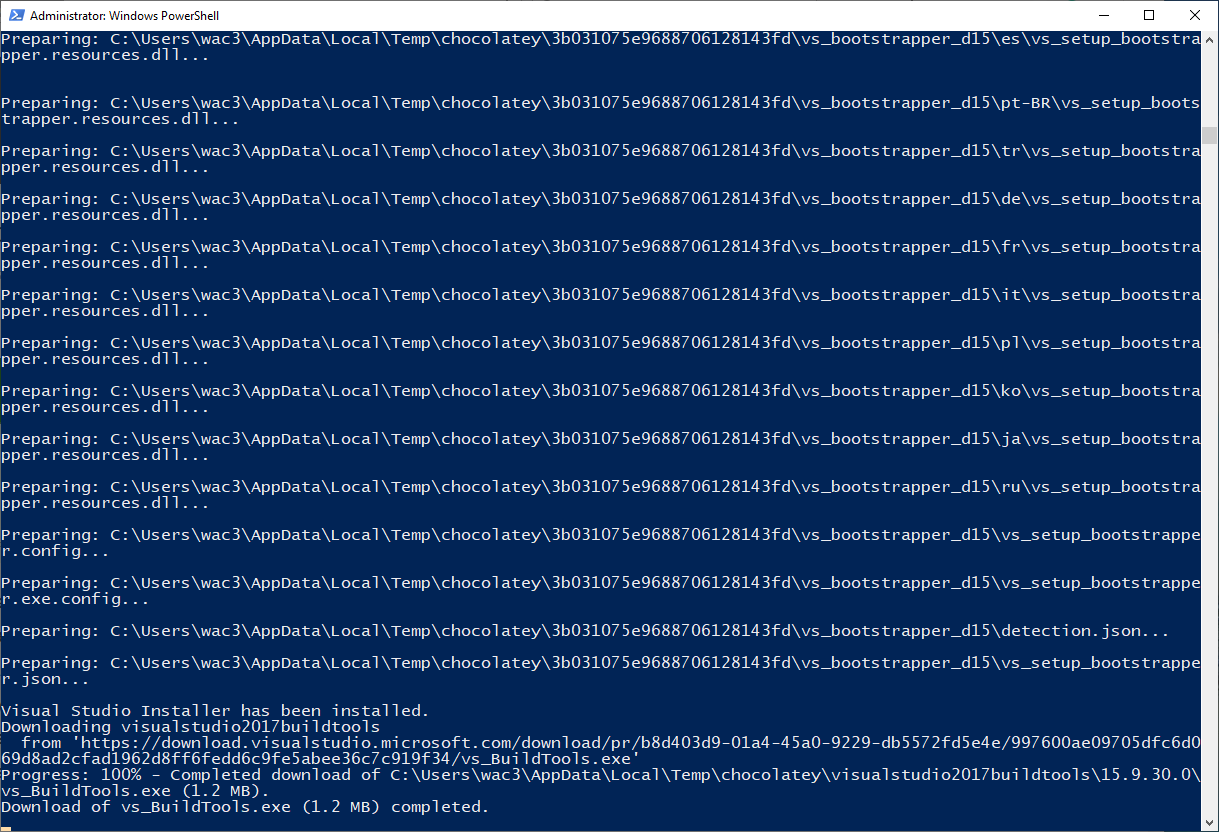 Administrator: Windows PowerShell
Preparing: C:\Users\wac3\AppData\Local\Temp\chocolatey\3b031075e9688706128143fd\vs_bootstrapper_d15\es\vs_setup_bootstra
pper.resources.dll...
Preparing: C:\Users\wac3\AppData\Local\Temp\chocolatey\3b031075e9688706128143fd\vs_bootstrapper_d15\pt-BR\vs_setup_boots
trapper.resources.dll...
Preparing: C:\Users\wac3\AppData\Local\Temp\chocolatey\3b031075e9688706128143fd\vs_bootstrapper_d15\tr\vs_setup_bootstra
pper.resources.dll...
Preparing: C:\Users\wac3\AppData\Local\Temp\chocolatey\3b031075e9688706128143fd\vs_bootstrapper_d15\de\vs_setup_bootstra
pper.resources.dll...
Preparing: C:\Users\wac3\AppData\Local\Temp\chocolatey\3b031075e9688706128143fd\vs_bootstrapper_d15\fr\vs_setup_bootstra
pper.resources.dll...
Preparing: C:\Users\wac3\AppData\Local\Temp\chocolatey\3b031075e9688706128143fd\vs_bootstrapper_d15\it\vs_setup_bootstra
pper.resources.dll...
Preparing: C:\Users\wac3\AppData\Local\Temp\chocolatey\3b031075e9688706128143fd\vs_bootstrapper_d15\pl\vs_setup_bootstra
pper.resources.dll...
Preparing: C:\Users\wac3\AppData\Local\Temp\chocolatey\3b031075e9688706128143fd\vs_bootstrapper_d15\ko\vs_setup_bootstra
pper.resources.dll...
Preparing: C:\Users\wac3\AppData\Local\Temp\chocolatey\3b031075e9688706128143fd\vs_bootstrapper_d15\ja\vs_setup_bootstra
pper.resources.dll...
Preparing: C:\Users\wac3\AppData\Local\Temp\chocolatey\3b031075e9688706128143fd\vs_bootstrapper_d15\ru\vs_setup_bootstra
pper.resources.dll...
Preparing: C:\Users\wac3\AppData\Local\Temp\chocolatey\3b031075e9688706128143fd\vs_bootstrapper_d15\vs_setup_bootstrappe
r.config...
Preparing: C:\Users\wac3\AppData\Local\Temp\chocolatey\3b031075e9688706128143fd\vs_bootstrapper_d15\vs_setup_bootstrappe
r.exe.config...
Preparing: C:\Users\wac3\AppData\Local\Temp\chocolatey\3b031075e9688706128143fd\vs_bootstrapper_d15\detection.json...
Preparing: C:\Users\wac3\AppData\Local\Temp\chocolatey\3b031075e9688706128143fd\vs_bootstrapper_d15\vs_setup_bootstrappe
r.json...
Visual Studio Installer has been installed.
Downloading visualstudio2017buildtools
from 'https://download.visualstudio.microsoft.com/download/pr/b8d403d9-01a4-45a0-9229-db5572fd5e4e/997600ae09705dfc6d0
69d8ad2cfad1962d8ff6fedd6c9fe5abee36c7c919f34/vs_BuildTools.exe'
Progress: 100% - Completed download of C:\Users\wac3\AppData\Local\Temp\chocolatey\visualstudio2017buildtools\15.9.30.0\
vs_BuildTools.exe (1.2 MB).
Download of vs_BuildTools.exe (1.2 MB) completed.